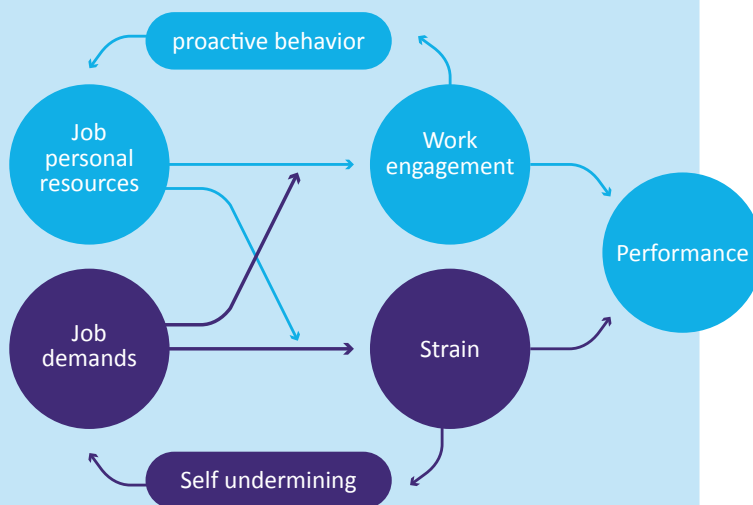 proactive behavior
Job
personal
resources
Work
engagement
Performance
Job
demands
Strain
Self undermining